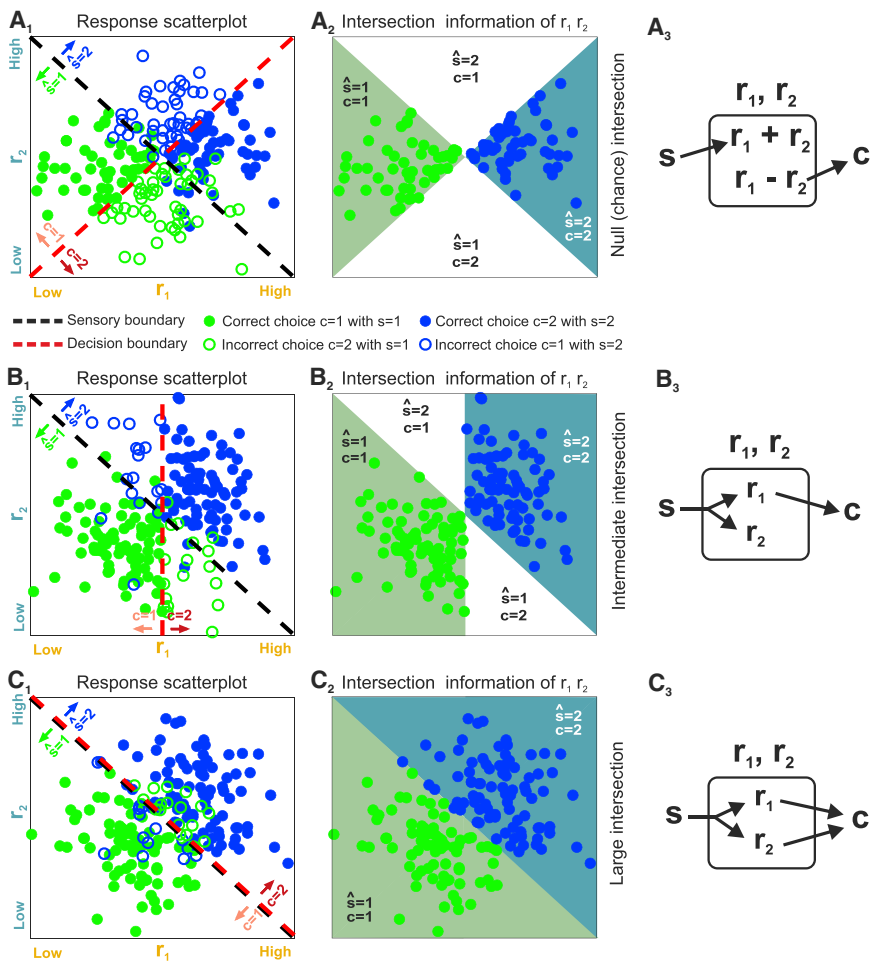 A1 Response scatterplot
High
ŝ=2
ŝ=1
r2
c=1
c=2
Low
Low r1 High
A2 Intersection information of r1 r2
ŝ=1
c=1
ŝ=2
c=1
ŝ=2
c=2
ŝ=1
c=2
Null (chance) intersection
A3
r1, r2
s
r1 + r2
r1 - r2
c
Sensory boundary
Correct choice c=1 with s=1
Correct choice c=2 with s=2
Decision boundary
Incorrect choice c=2 with s=1
Incorrect choice c=1 with s=2
B1 Response scatterplot
High
ŝ=2
ŝ=1
r2
Low
c=1 c=2
Low r1 High
B2 Intersection information of r1 r2
ŝ=2
c=1
ŝ=1
c=1
ŝ=2
c=2
ŝ=1
c=2
Intermediate intersection
B3
r1, r2
s
r1
r2
c
C1 Response scatterplot
High
ŝ=2
ŝ=1
r2
Low
c=2
c=1
Low r1 High
C2 Intersection information of r1 r2
ŝ=2
c=2
ŝ=1
c=1
Large intersection
C3
r1, r2
s
r1
r2
c